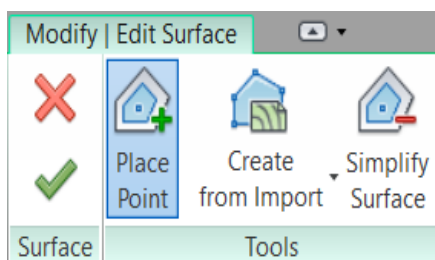 Modify | Edit Surface
Place Point
Create from Import
Simplify Surface
Surface
Tools